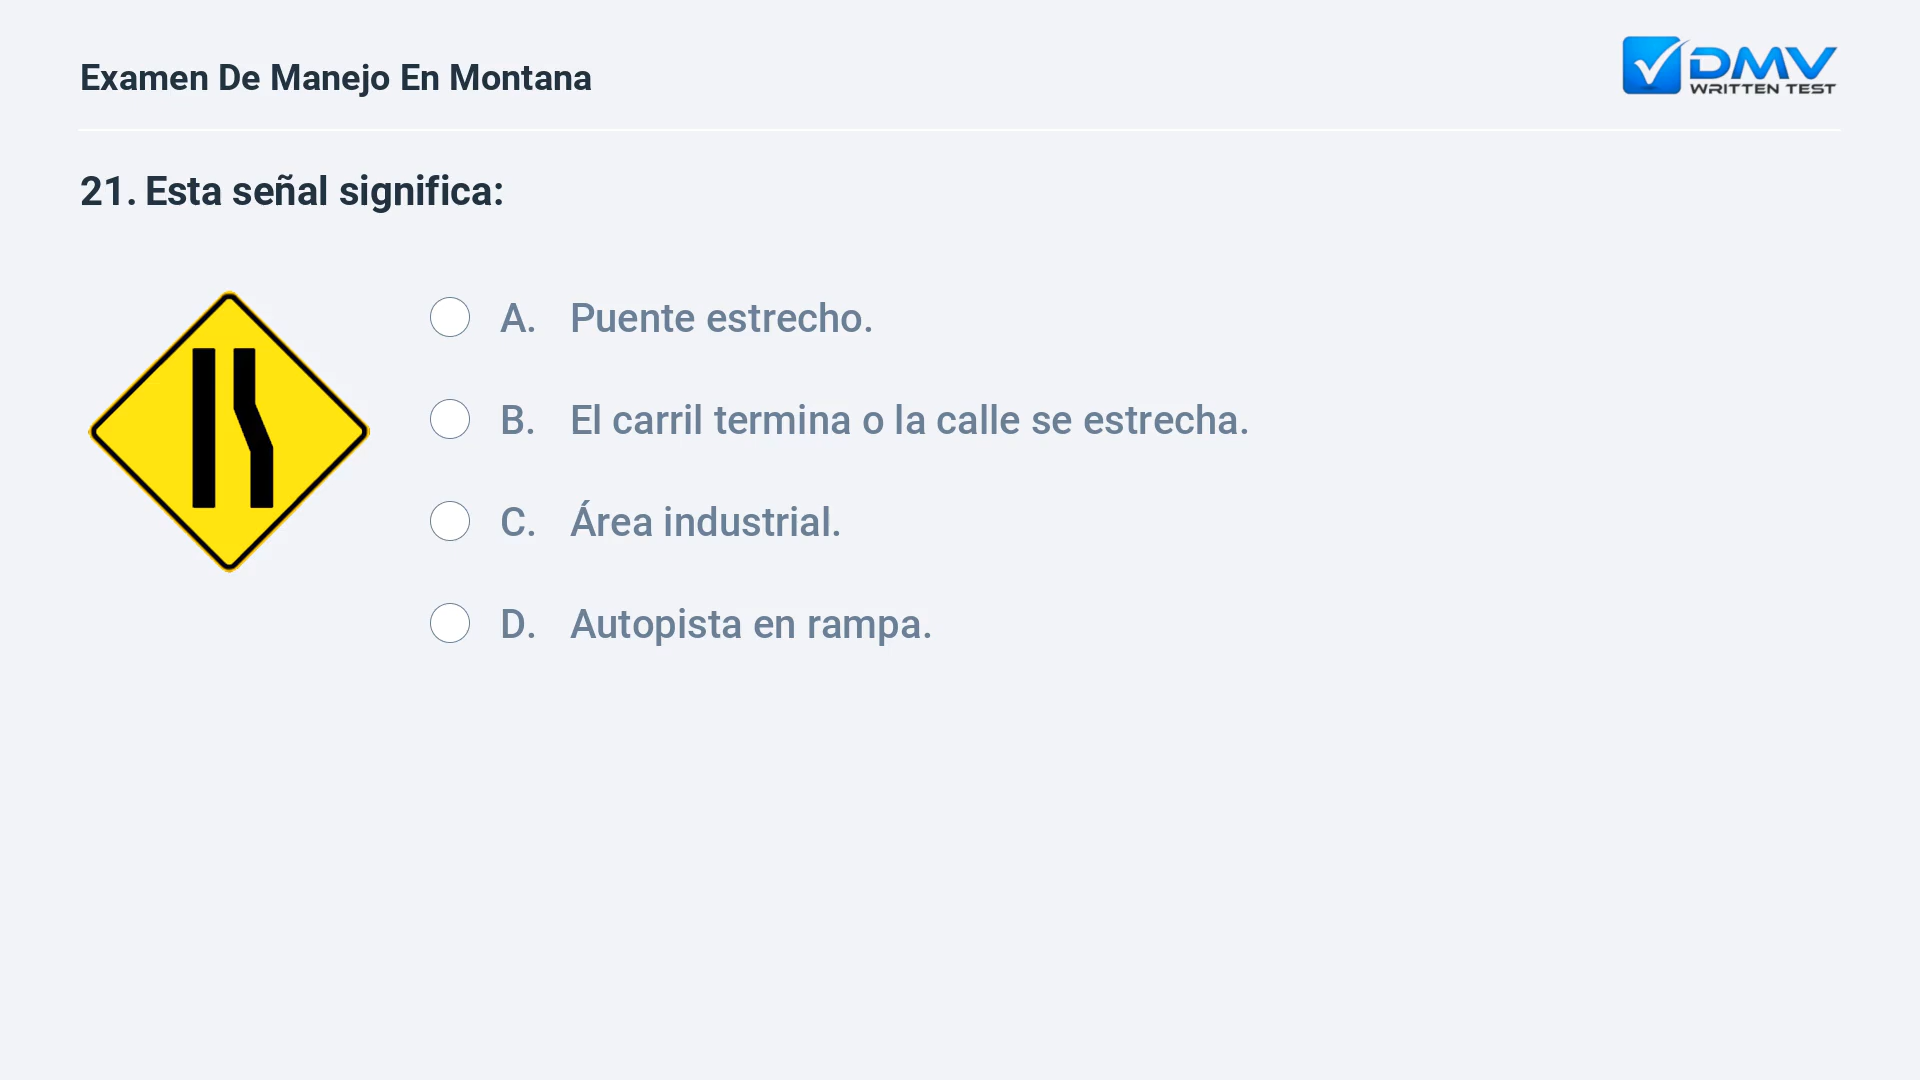 Examen De Manejo En Montana
DMV
WRITTEN TEST
21. Esta señal significa:
A. Puente estrecho.
B. El carril termina o la calle se estrecha.
C. Área industrial.
D. Autopista en rampa.